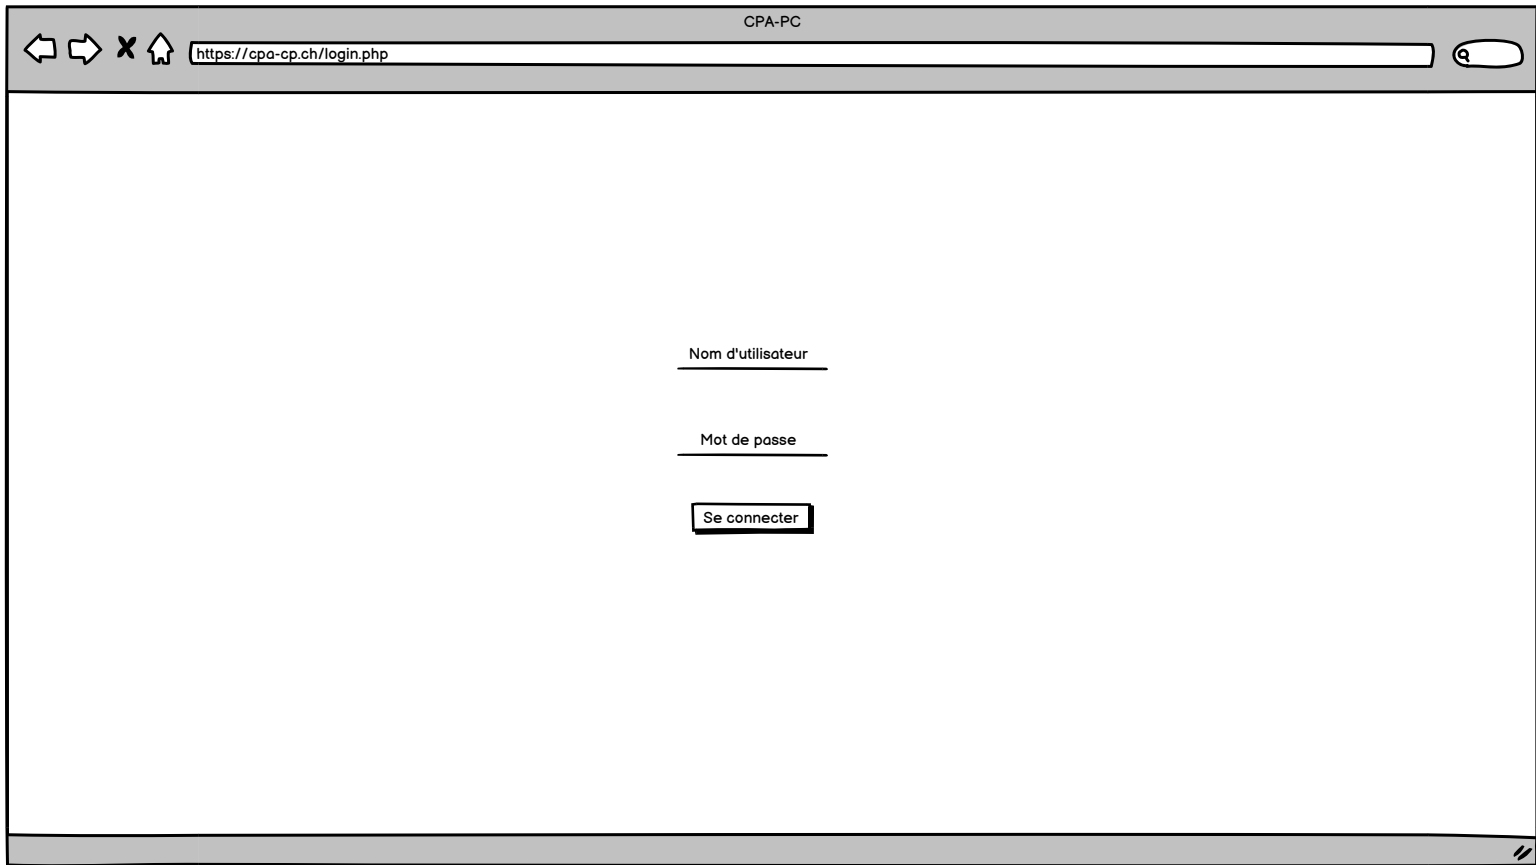 CPA-PC
https://cpa-cp.ch/login.php
Nom d'utilisateur
Mot de passe
Se connecter